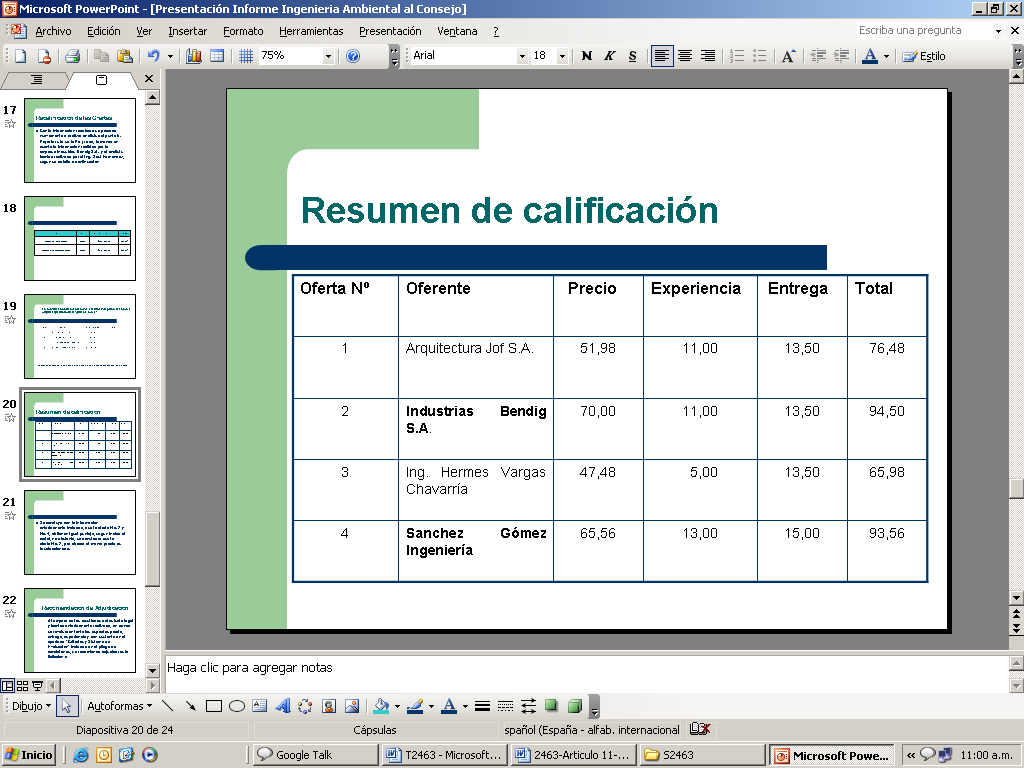 Microsoft PowerPoint - [Presentación Informe Ingenieria Ambiental al Consejo]
Archivo Edición Ver Insertar Formato Herramientas Presentación Ventana ? Escriba una pregunta
75% Arial 18 N K S Estilo
17
18
19
20
Resumen de calificación
21
22
Recomendación de Adjudicación
Resumen de calificación
Oferta Nº Oferente Precio Experiencia Entrega Total
1 Arquitectura Jof S.A. 51,98 11,00 13,50 76,48
2 Industrias Bendig 70,00 11,00 13,50 94,50
S.A.
3 Ing. Hermes Vargas 47,48 5,00 13,50 65,98
Chavarría
4 Sanchez Gómez 65,56 13,00 15,00 93,56
Ingeniería
Haga clic para agregar notas
Dibujo Autoformas
Diapositiva 20 de 24 Cápsulas spañol (España - alfab. internacional
Inicio Google Talk T2463 - Microsoft... 2463-Articulo 11-... S2463 Microsoft Powe... « 11:00 a.m.